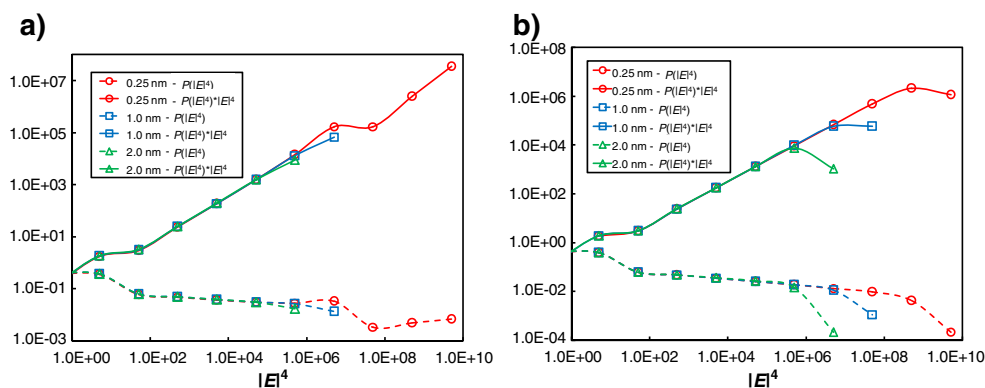 a)
1.0E+07
1.0E+05
1.0E+03
1.0E+01
1.0E-01
1.0E-03
0.25 nm - P(|E|⁴)
0.25 nm - P(|E|⁴)*|E|⁴
1.0 nm - P(|E|⁴)
1.0 nm - P(|E|⁴)*|E|⁴
2.0 nm - P(|E|⁴)
2.0 nm - P(|E|⁴)*|E|⁴
1.0E+00 1.0E+02 1.0E+04 1.0E+06 1.0E+08 1.0E+10
|E|⁴
b)
1.0E+08
1.0E+06
1.0E+04
1.0E+02
1.0E+00
1.0E-02
1.0E-04
0.25 nm - P(|E|⁴)
0.25 nm - P(|E|⁴)*|E|⁴
1.0 nm - P(|E|⁴)
1.0 nm - P(|E|⁴)*|E|⁴
2.0 nm - P(|E|⁴)
2.0 nm - P(|E|⁴)*|E|⁴
1.0E+00 1.0E+02 1.0E+04 1.0E+06 1.0E+08 1.0E+10
|E|⁴